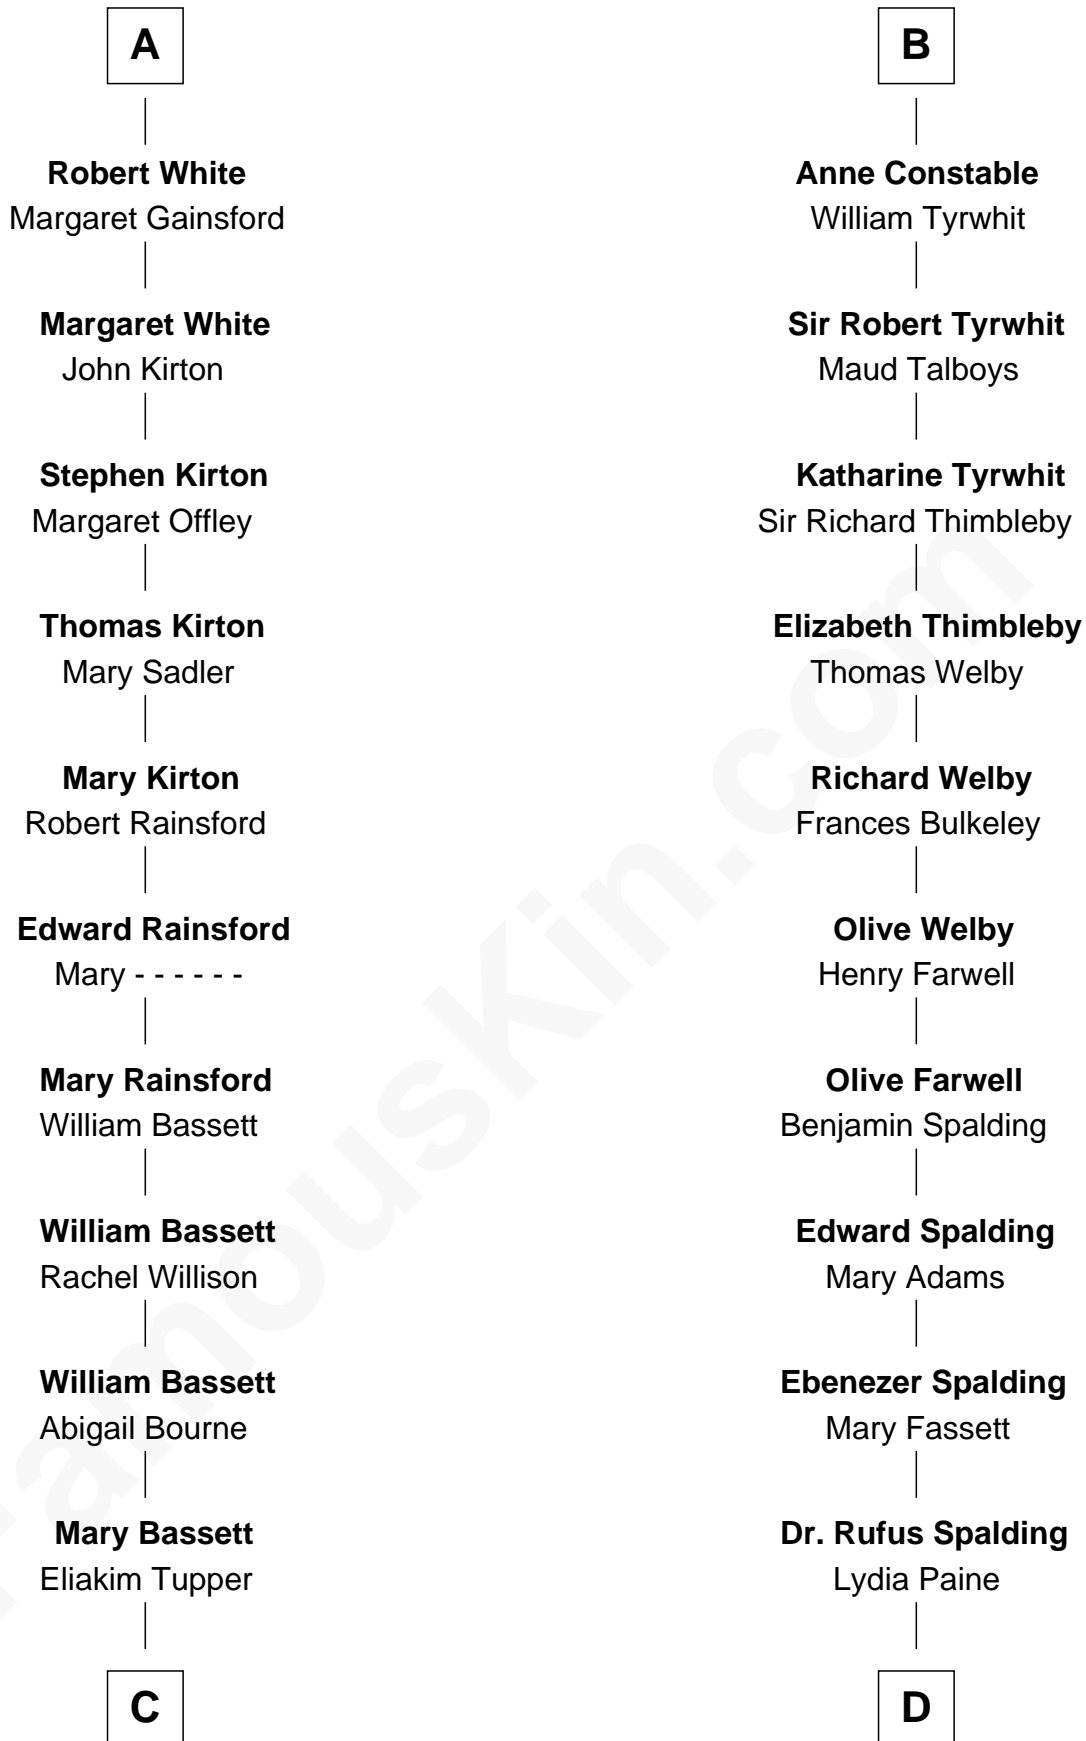 A
Robert White
Margaret Gainsford
Margaret White
John Kirton
Stephen Kirton
Margaret Offley
Thomas Kirton
Mary Sadler
Mary Kirton
Robert Rainsford
Edward Rainsford
Mary - - - - - -
Mary Rainsford
William Bassett
William Bassett
Rachel Willison
William Bassett
Abigail Bourne
Mary Bassett
Eliakim Tupper
C
B
Anne Constable
William Tyrwhit
Sir Robert Tyrwhit
Maud Talboys
Katharine Tyrwhit
Sir Richard Thimbleby
Elizabeth Thimbleby
Thomas Welby
Richard Welby
Frances Bulkeley
Olive Welby
Henry Farwell
Olive Farwell
Benjamin Spalding
Edward Spalding
Mary Adams
Ebenezer Spalding
Mary Fassett
Dr. Rufus Spalding
Lydia Paine
D
FamousKin.com